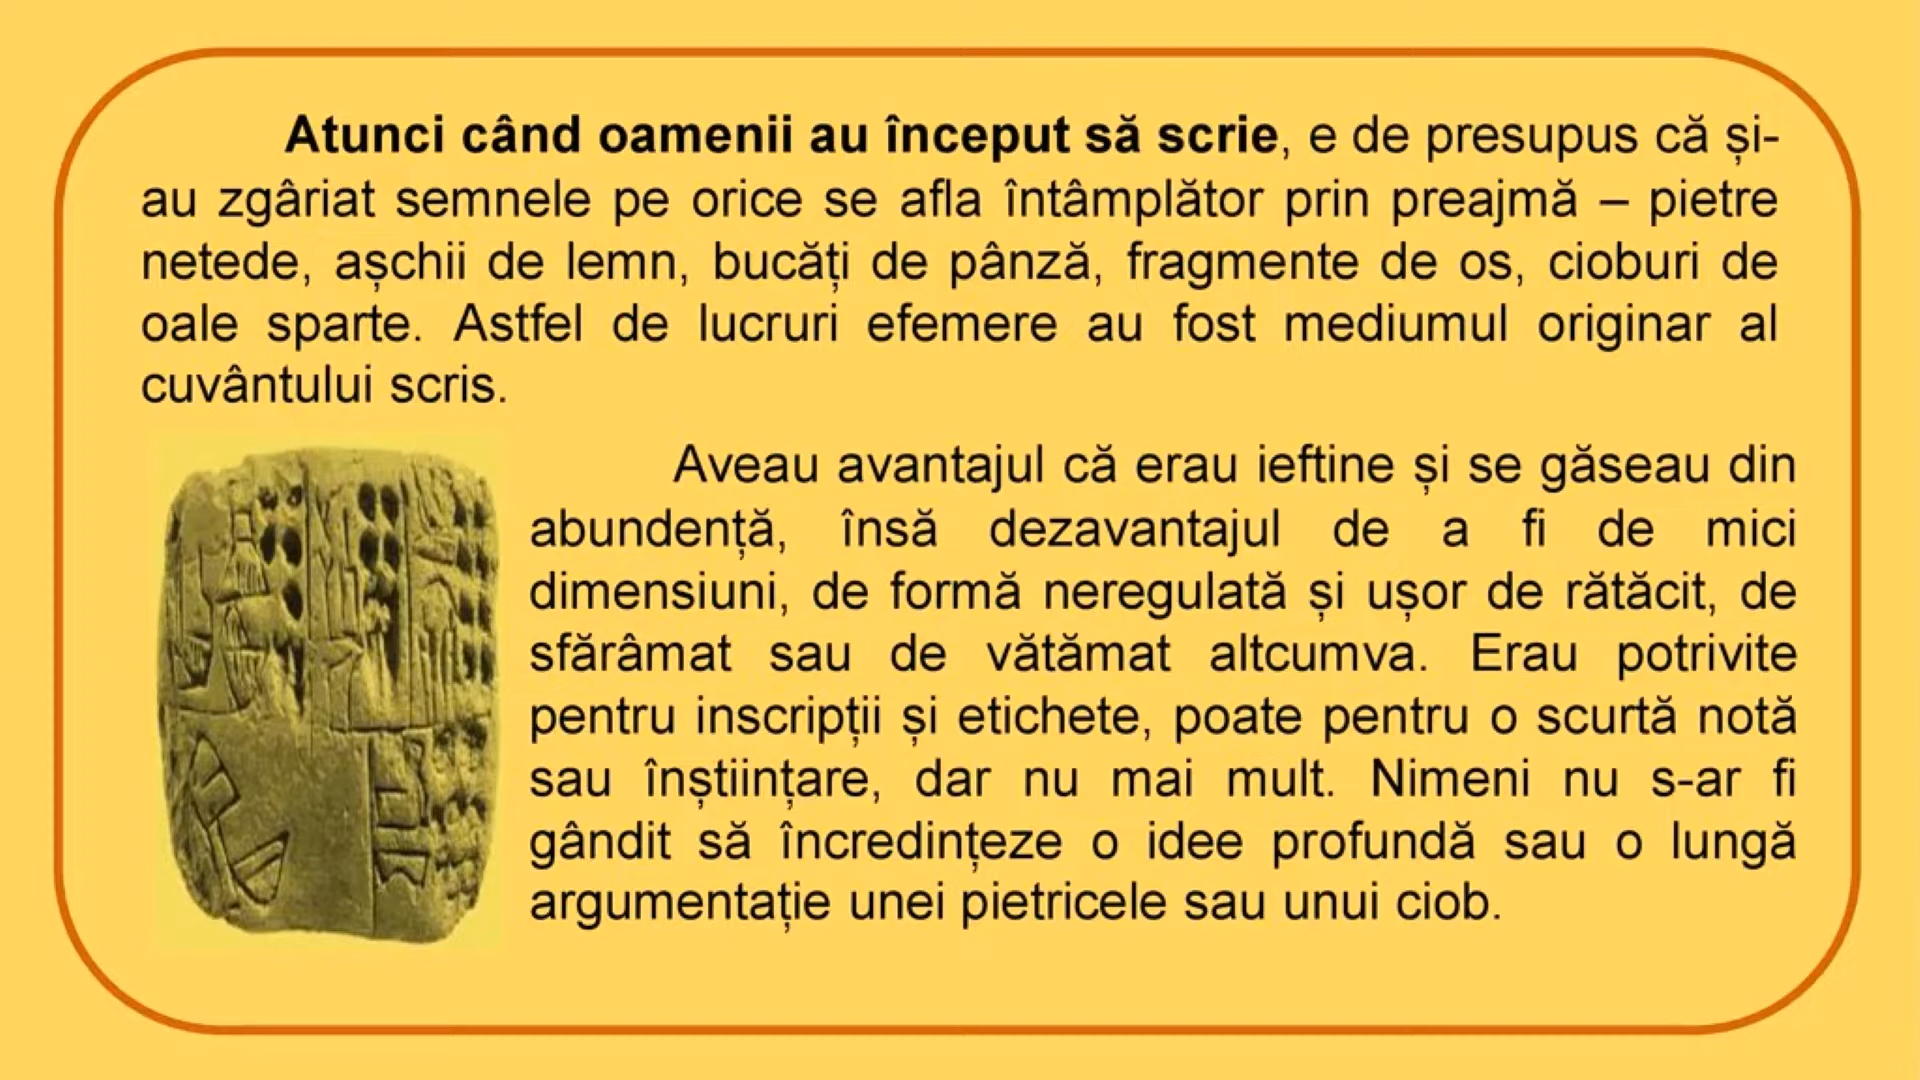 Atunci când oamenii au început să scrie, e de presupus că și-
au zgâriat semnele pe orice se afla întâmplător prin preajmă – pietre
netede, așchii de lemn, bucăți de pânză, fragmente de os, cioburi de
oale sparte. Astfel de lucruri efemere au fost mediumul originar al
cuvântului scris.
Aveau avantajul că erau ieftine și se găseau din
abundență, însă dezavantajul de a fi de mici
dimensiuni, de formă neregulată și ușor de rătăcit, de
sfărâmat sau de vătămat altcumva. Erau potrivite
pentru inscripții și etichete, poate pentru o scurtă notă
sau înștiințare, dar nu mai mult. Nimeni nu s-ar fi
gândit să încredințeze o idee profundă sau o lungă
argumentație unei pietricele sau unui ciob.